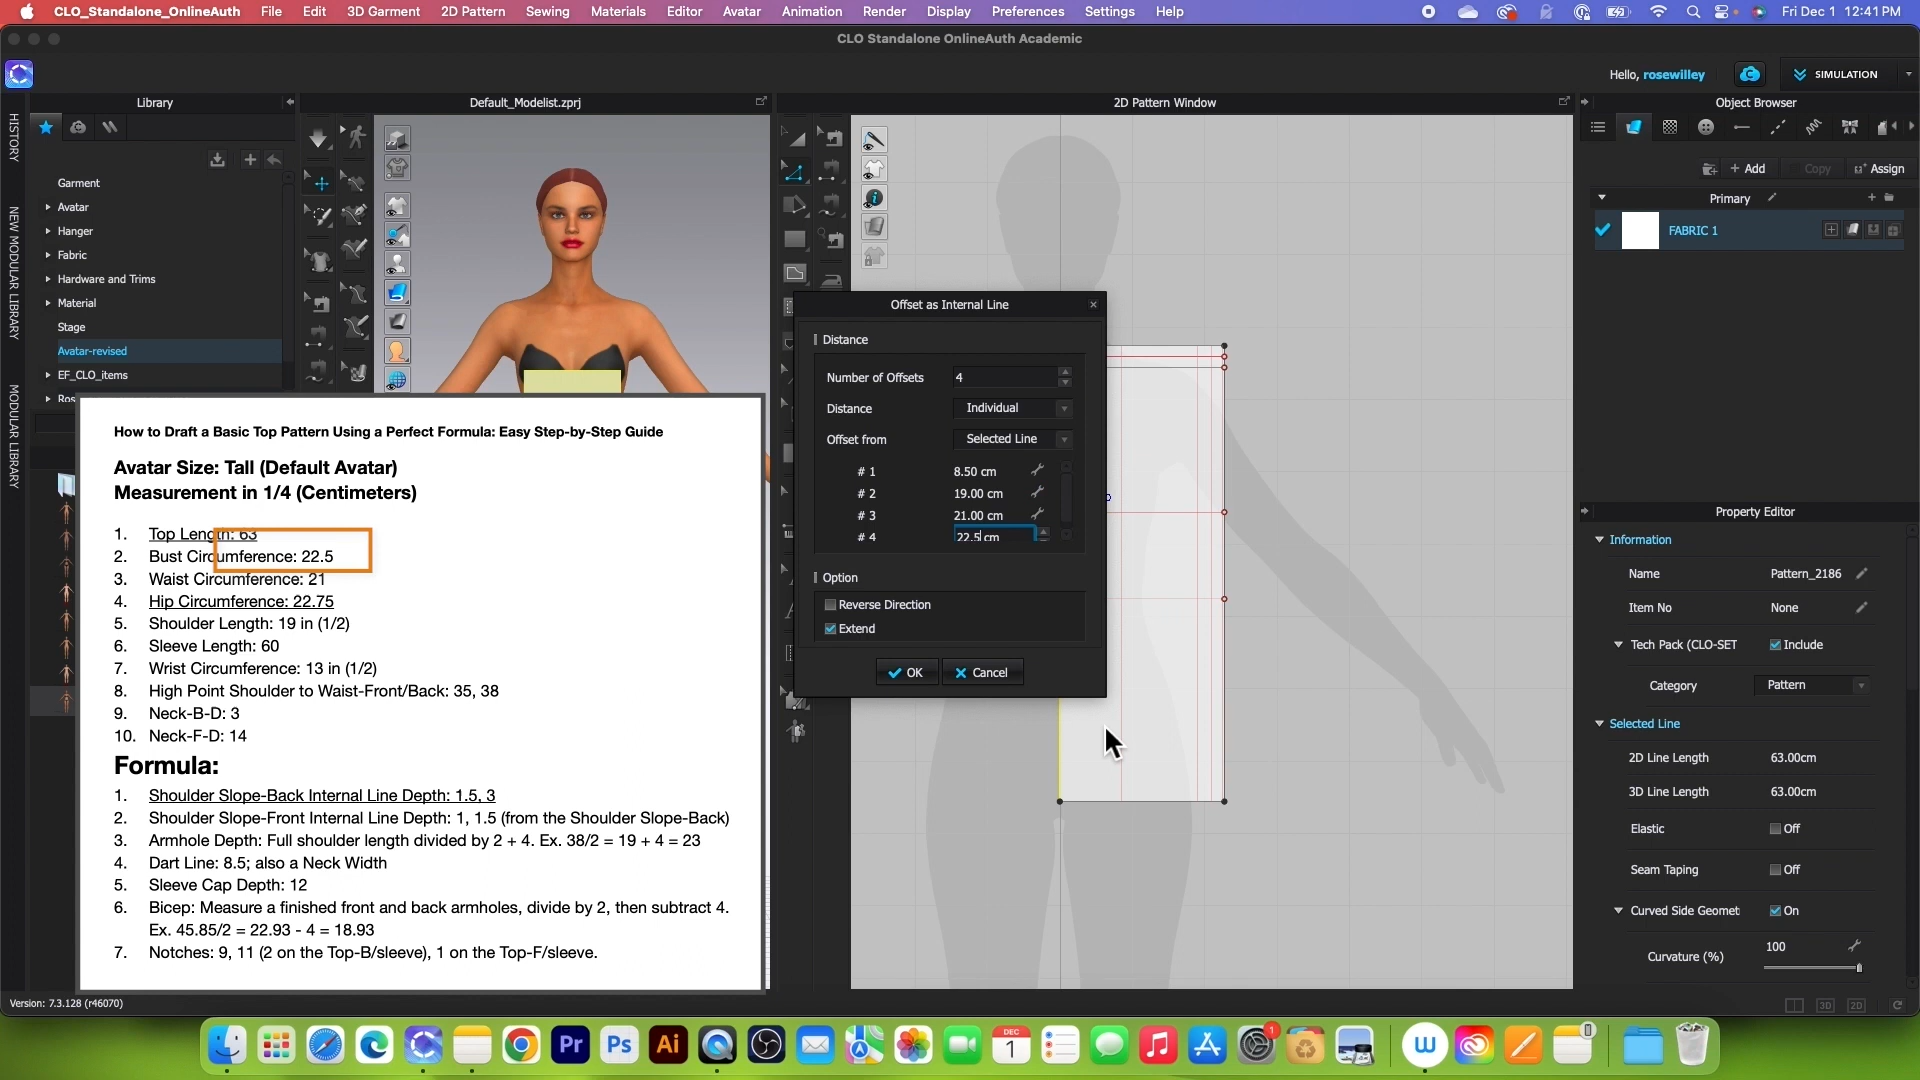 CLO_Standalone_OnlineAuth File Edit 3D Garment 2D Pattern Sewing Materials Editor Avatar Animation Render Display Preferences Settings Help Fri Dec 1 12:41 PM
CLO Standalone OnlineAuth Academic
Hello, rosewilley SIMULATION
Library Default_Modelist.zprj 2D Pattern Window Object Browser
HISTORY
NEW MODULAR LIBRARY
MODULAR LIBRARY
Garment
Avatar
Hanger
Fabric
Hardware and Trims
Material
Stage
Avatar-revised
EF_CLO_items
Ros
+ Add Copy Assign
Primary
FABRIC 1
How to Draft a Basic Top Pattern Using a Perfect Formula: Easy Step-by-Step Guide
Avatar Size: Tall (Default Avatar)
Measurement in 1/4 (Centimeters)
1. Top Length: 63
2. Bust Circumference: 22.5
3. Waist Circumference: 21
4. Hip Circumference: 22.75
5. Shoulder Length: 19 in (1/2)
6. Sleeve Length: 60
7. Wrist Circumference: 13 in (1/2)
8. High Point Shoulder to Waist-Front/Back: 35, 38
9. Neck-B-D: 3
10. Neck-F-D: 14
Formula:
1. Shoulder Slope-Back Internal Line Depth: 1.5, 3
2. Shoulder Slope-Front Internal Line Depth: 1, 1.5 (from the Shoulder Slope-Back)
3. Armhole Depth: Full shoulder length divided by 2 + 4. Ex. 38/2 = 19 + 4 = 23
4. Dart Line: 8.5; also a Neck Width
5. Sleeve Cap Depth: 12
6. Bicep: Measure a finished front and back armholes, divide by 2, then subtract 4.
Ex. 45.85/2 = 22.93 - 4 = 18.93
7. Notches: 9, 11 (2 on the Top-B/sleeve), 1 on the Top-F/sleeve.
Offset as Internal Line
Distance
Number of Offsets 4
Distance Individual
Offset from Selected Line
# 1 8.50 cm
# 2 19.00 cm
# 3 21.00 cm
# 4 22.5 cm
Option
Reverse Direction
Extend
OK Cancel
Property Editor
Information
Name Pattern_2186
Item No None
Tech Pack (CLO-SET Include
Category Pattern
Selected Line
2D Line Length 63.00cm
3D Line Length 63.00cm
Elastic Off
Seam Taping Off
Curved Side Geomet On
Curvature (%) 100
Version: 7.3.128 (r46070)
3D 2D
Pr Ps Ai DEC 1 1